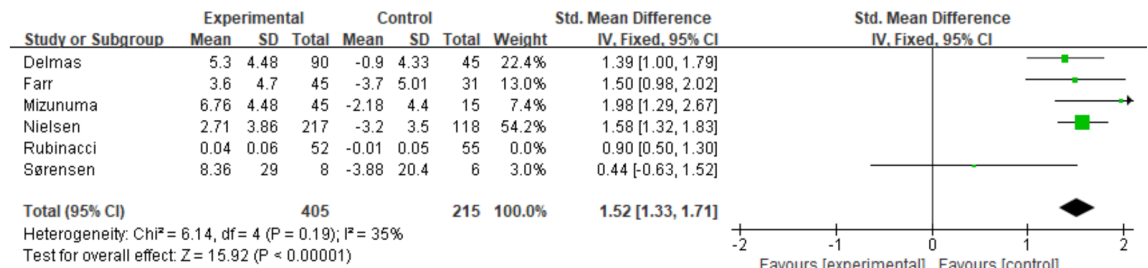 Experimental Control Std. Mean Difference Std. Mean Difference
Study or Subgroup Mean SD Total Mean SD Total Weight IV, Fixed, 95% CI IV, Fixed, 95% CI
Delmas 5.3 4.48 90 -0.9 4.33 45 22.4% 1.39 [1.00, 1.79]
Farr 3.6 4.7 45 -3.7 5.01 31 13.0% 1.50 [0.98, 2.02]
Mizunuma 6.76 4.48 45 -2.18 4.4 15 7.4% 1.98 [1.29, 2.67]
Nielsen 2.71 3.86 217 -3.2 3.5 118 54.2% 1.58 [1.32, 1.83]
Rubinacci 0.04 0.06 52 -0.01 0.05 55 0.0% 0.90 [0.50, 1.30]
Sørensen 8.36 29 8 -3.88 20.4 6 3.0% 0.44 [-0.63, 1.52]
Total (95% CI) 405 215 100.0% 1.52 [1.33, 1.71]
Heterogeneity: Chi² = 6.14, df = 4 (P = 0.19); I² = 35%
Test for overall effect: Z = 15.92 (P < 0.00001)
-2 -1 0 1 2
Favours [experimental] Favours [control]